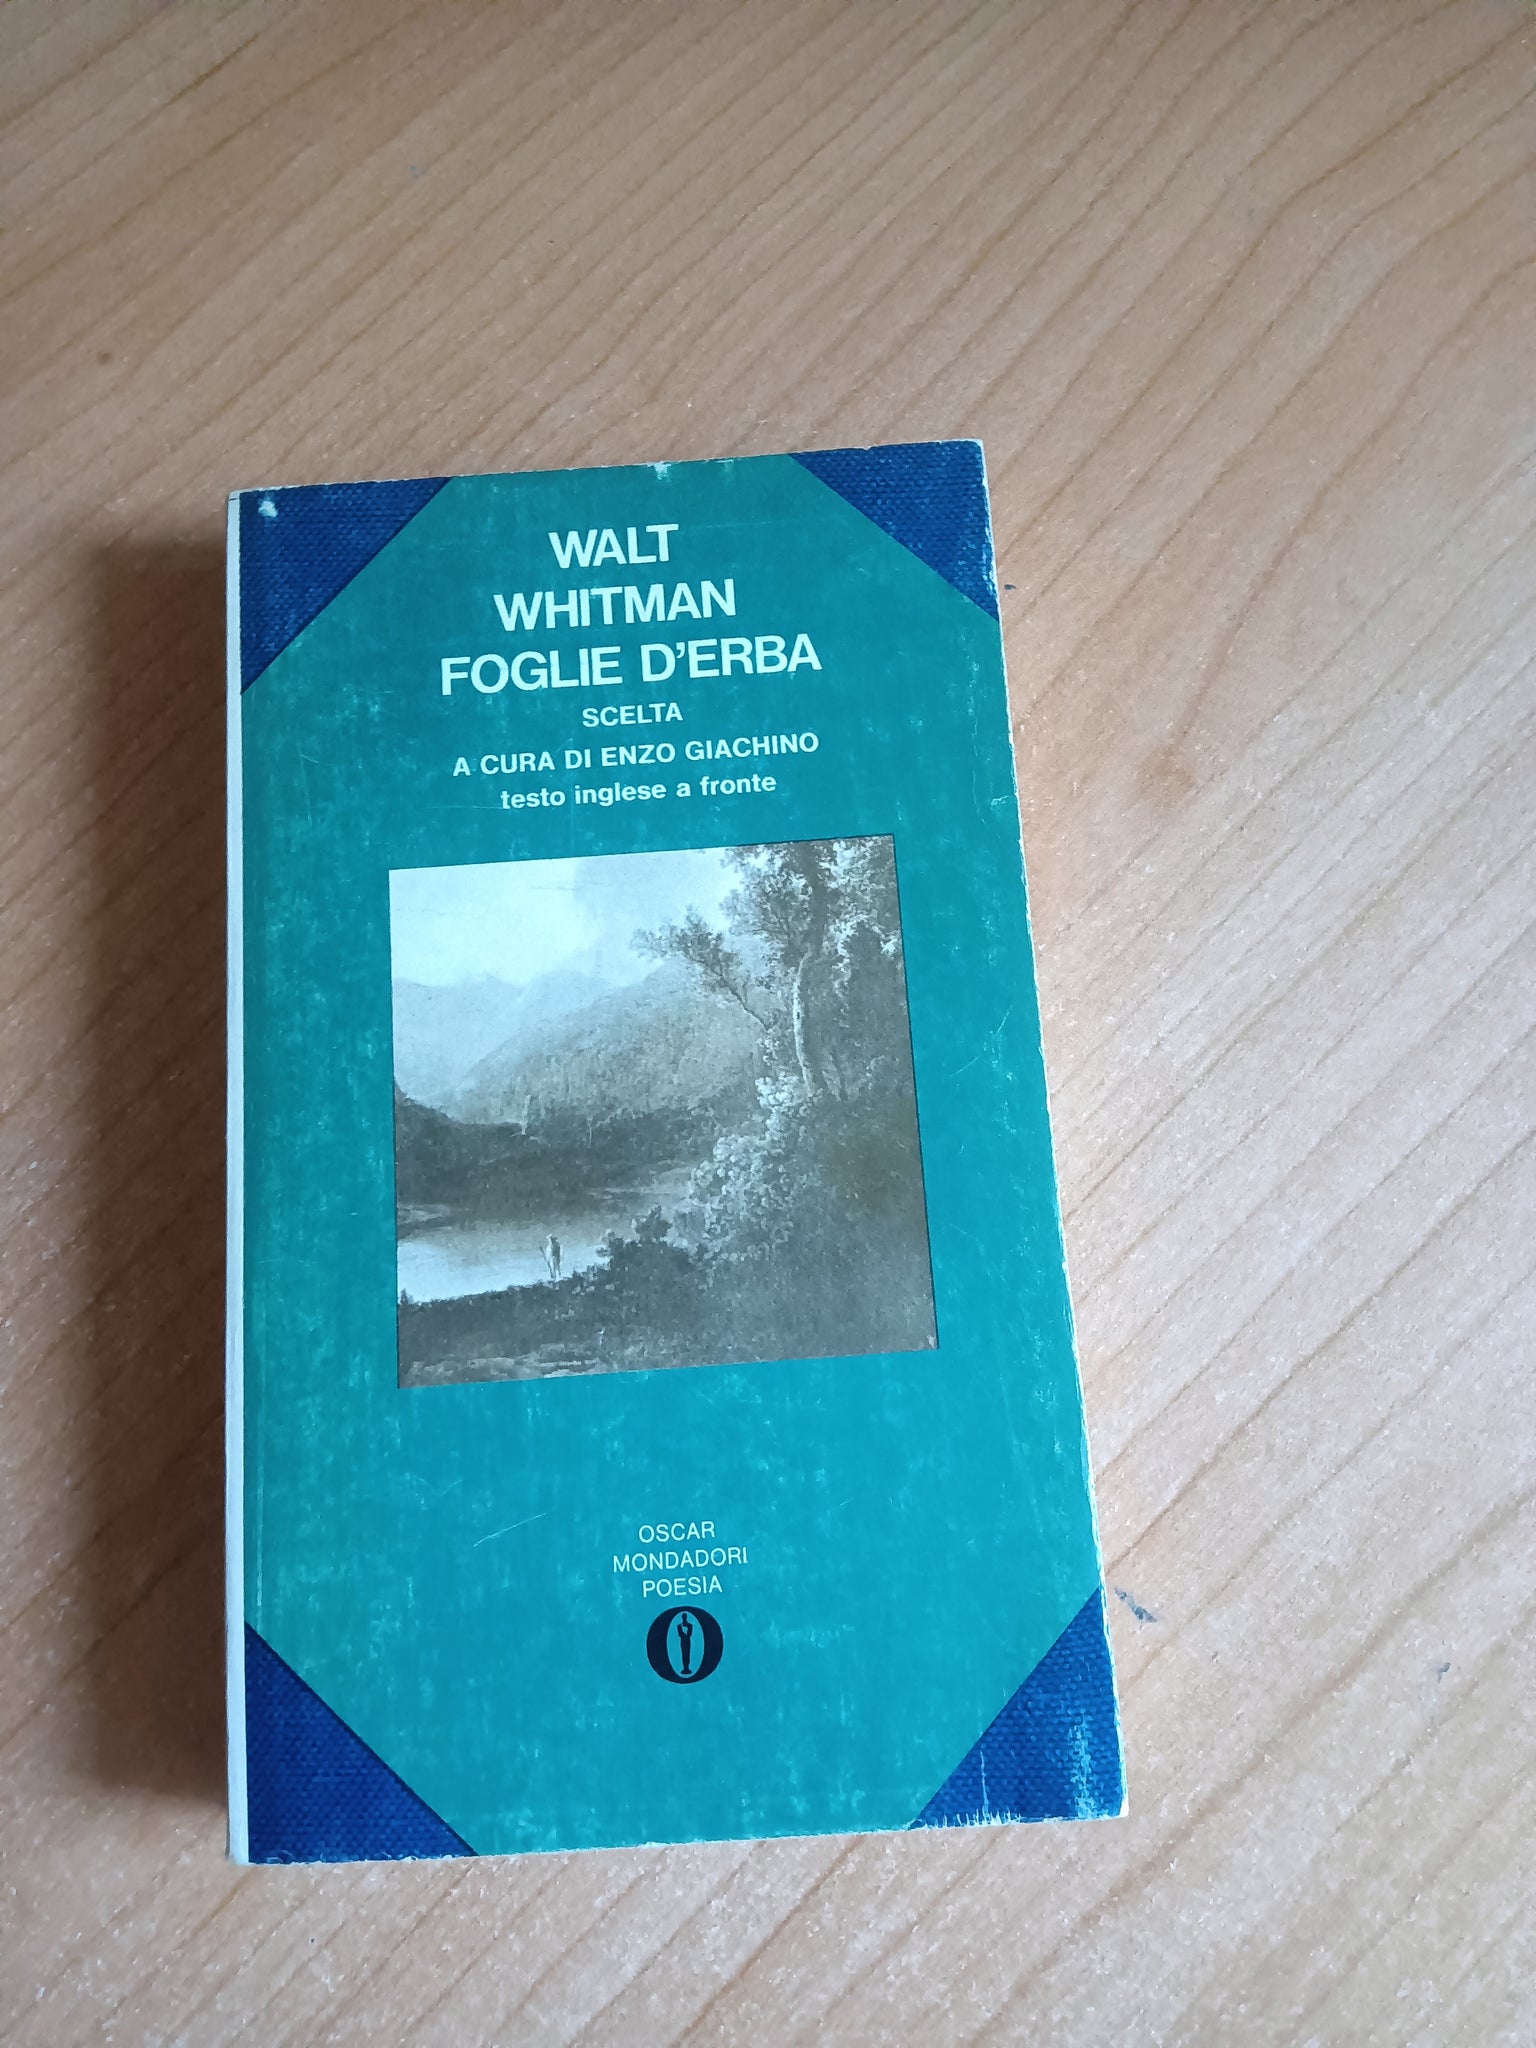 WALT
WHITMAN
FOGLIE D'ERBA
SCELTA
A CURA DI ENZO GIACHINO
testo inglese a fronte
OSCAR
MONDADORI
POESIA